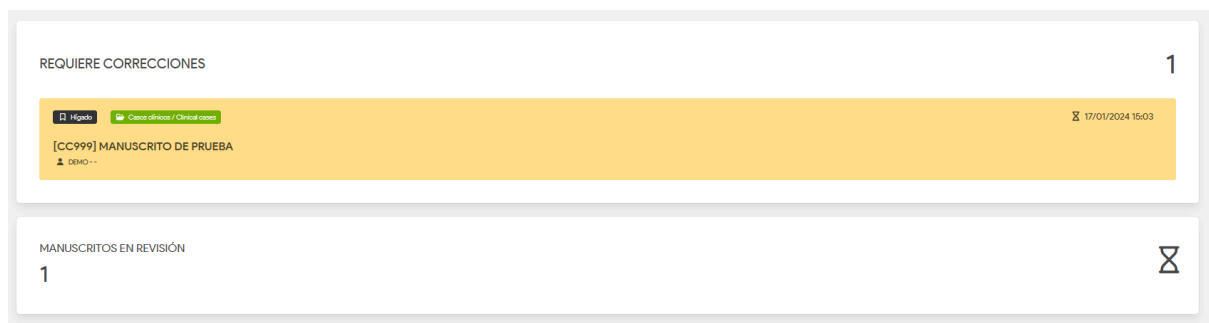 REQUIERE CORRECCIONES 1
Hígado Casos clínicos / Clinical cases 17/01/2024 15:03
[CC999] MANUSCRITO DE PRUEBA
DEMO - -
MANUSCRITOS EN REVISIÓN
1